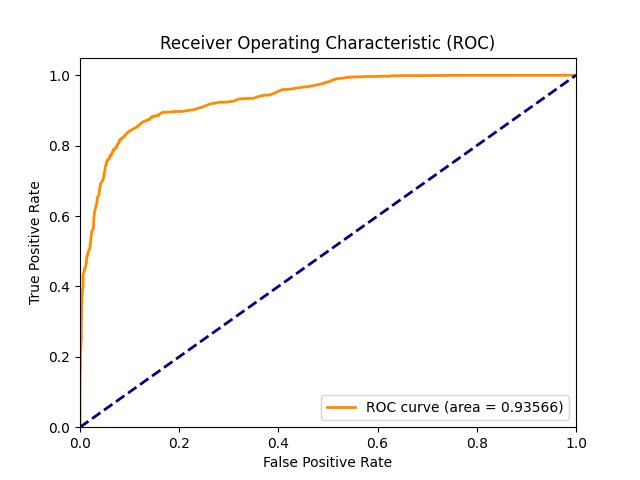 Receiver Operating Characteristic (ROC)
True Positive Rate
1.0
0.8
0.6
0.4
0.2
0.0
ROC curve (area = 0.93566)
0.0 0.2 0.4 0.6 0.8 1.0
False Positive Rate